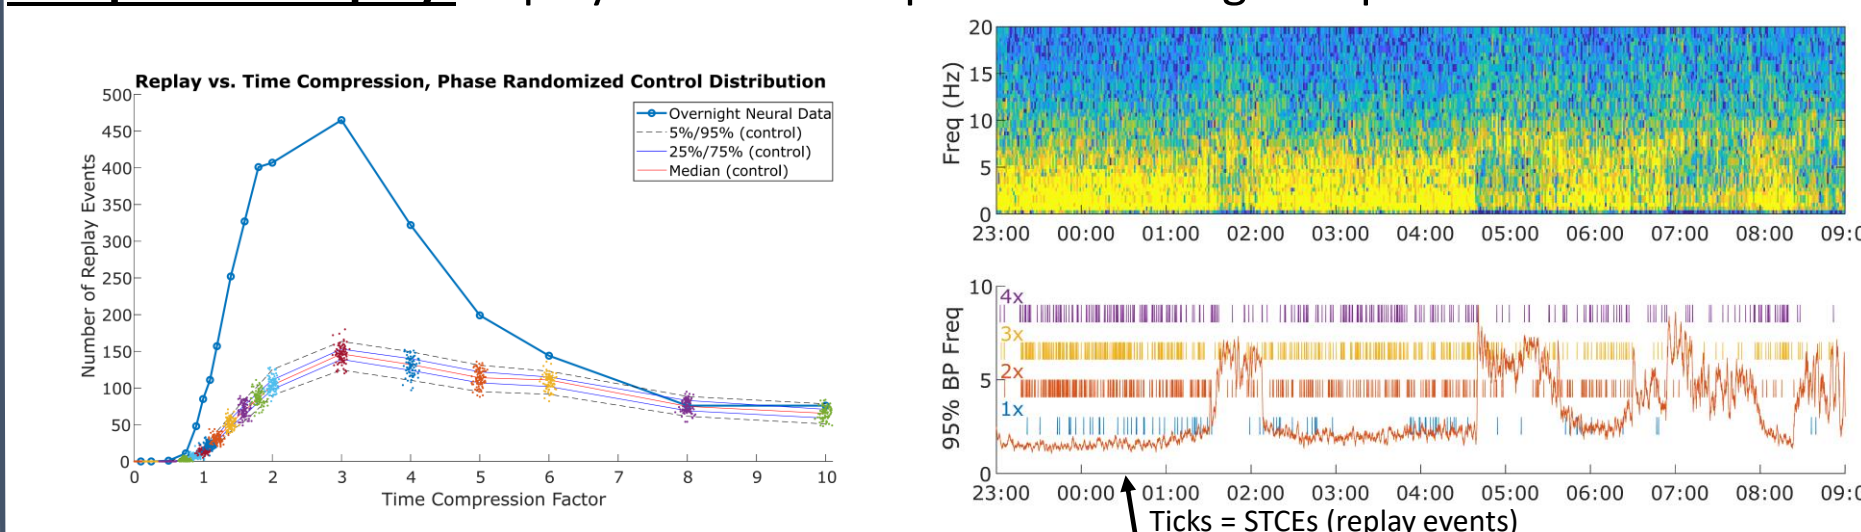 Replay vs. Time Compression, Phase Randomized Control Distribution
Number of Replay Events
500
450
400
350
300
250
200
150
100
50
0
0 1 2 3 4 5 6 7 8 9 10
Time Compression Factor
Overnight Neural Data
5%/95% (control)
25%/75% (control)
Median (control)
Freq (Hz)
20
15
10
5
0
23:00 00:00 01:00 02:00 03:00 04:00 05:00 06:00 07:00 08:00
95% BP Freq
10
5
0
4x
3x
2x
1x
23:00 00:00 01:00 02:00 03:00 04:00 05:00 06:00 07:00 08:00
Ticks = STCEs (replay events)